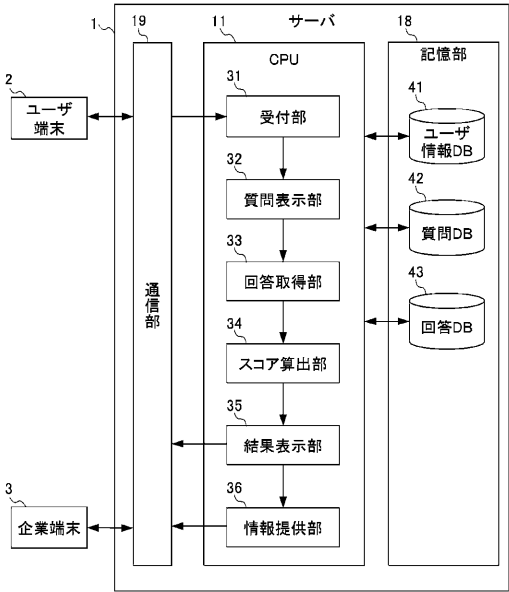 1
19
サーバ
11
18
CPU
記憶部
2
ユーザ
端末
31
受付部
41
ユーザ
情報DB
32
質問表示部
42
質問DB
33
回答取得部
43
回答DB
通信部
34
スコア算出部
35
結果表示部
3
企業端末
36
情報提供部